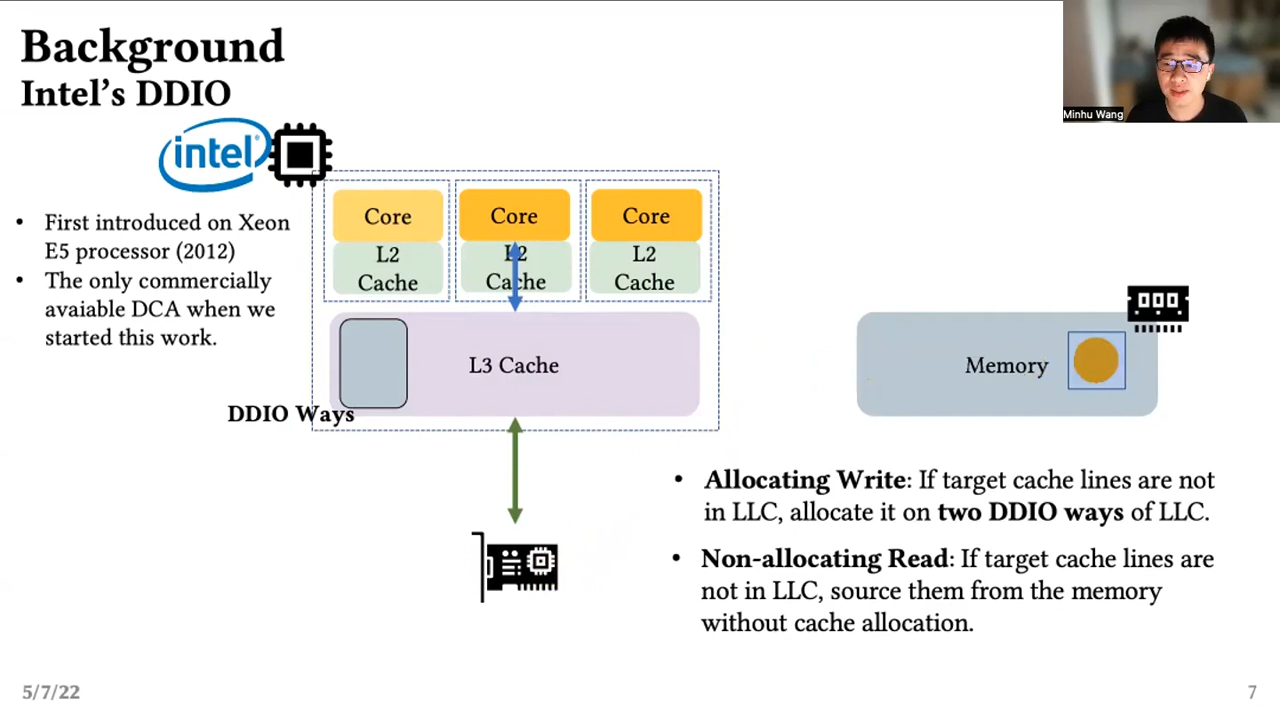 Background
Intel's DDIO
Minhu Wang
intel
• First introduced on Xeon
E5 processor (2012)
• The only commercially
avaiable DCA when we
started this work.
Core
Core
Core
L2
Cache
L2
Cache
L2
Cache
L3 Cache
DDIO Ways
Memory
• Allocating Write: If target cache lines are not
in LLC, allocate it on two DDIO ways of LLC.
• Non-allocating Read: If target cache lines are
not in LLC, source them from the memory
without cache allocation.
5/7/22
7